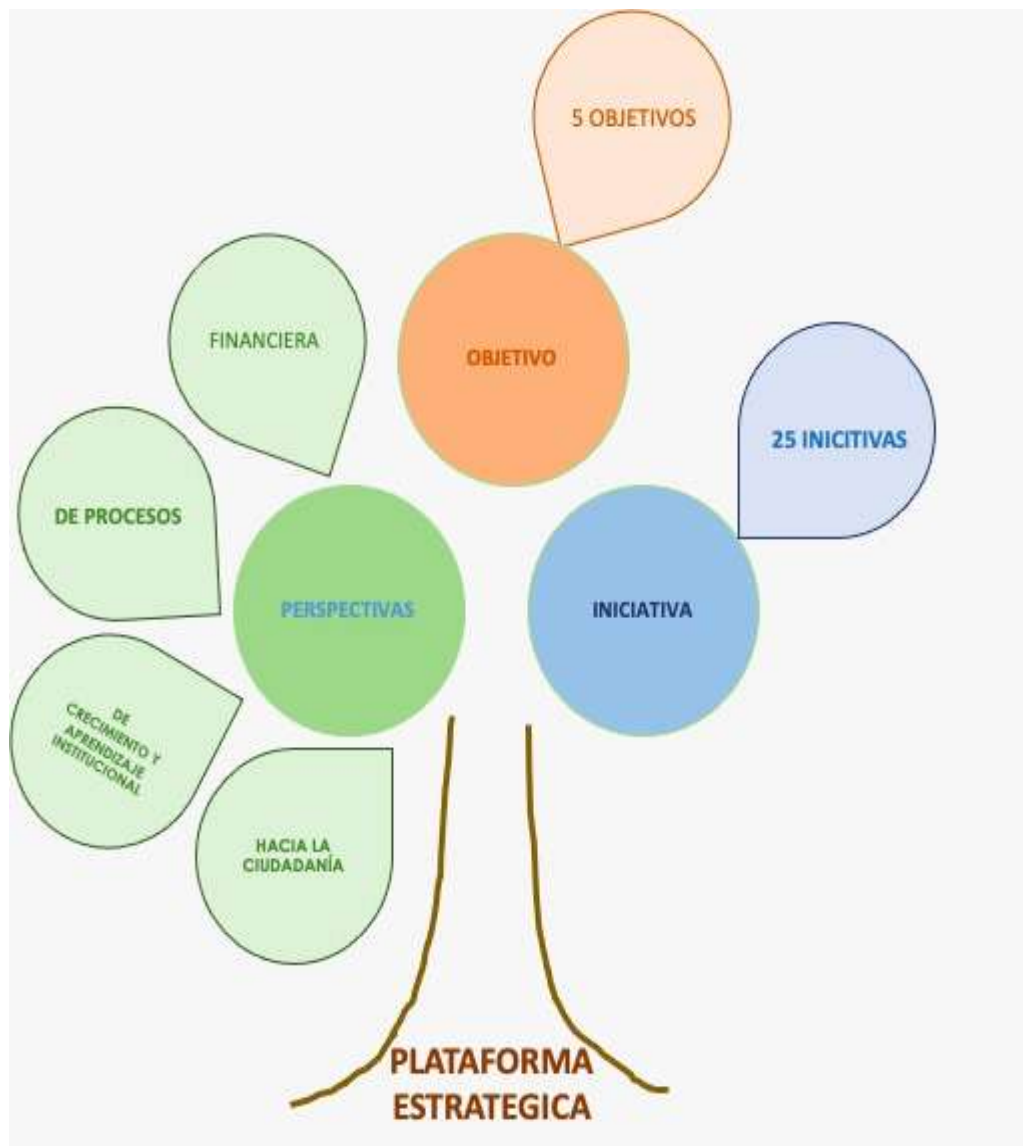 5 OBJETIVOS
FINANCIERA
OBJETIVO
25 INICITIVAS
DE PROCESOS
PERSPECTIVAS
INICIATIVA
DE
CRECIMIENTO Y
APRENDIZAJE
INSTITUCIONAL
HACIA LA
CIUDADANÍA
PLATAFORMA
ESTRATEGICA